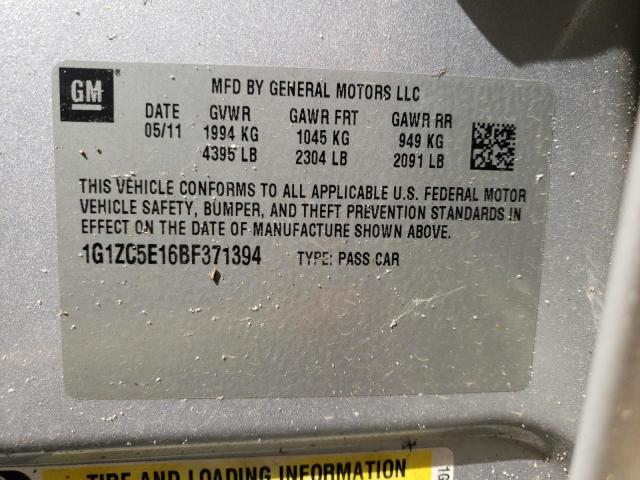 GM ®
MFD BY GENERAL MOTORS LLC
DATE GVWR GAWR FRT GAWR RR
05/11 1994 KG 1045 KG 949 KG
4395 LB 2304 LB 2091 LB
THIS VEHICLE CONFORMS TO ALL APPLICABLE U.S. FEDERAL MOTOR
VEHICLE SAFETY, BUMPER, AND THEFT PREVENTION STANDARDS IN
EFFECT ON THE DATE OF MANUFACTURE SHOWN ABOVE.
1G1ZC5E16BF371394 TYPE: PASS CAR
TIRE AND LOADING INFORMATION
1G